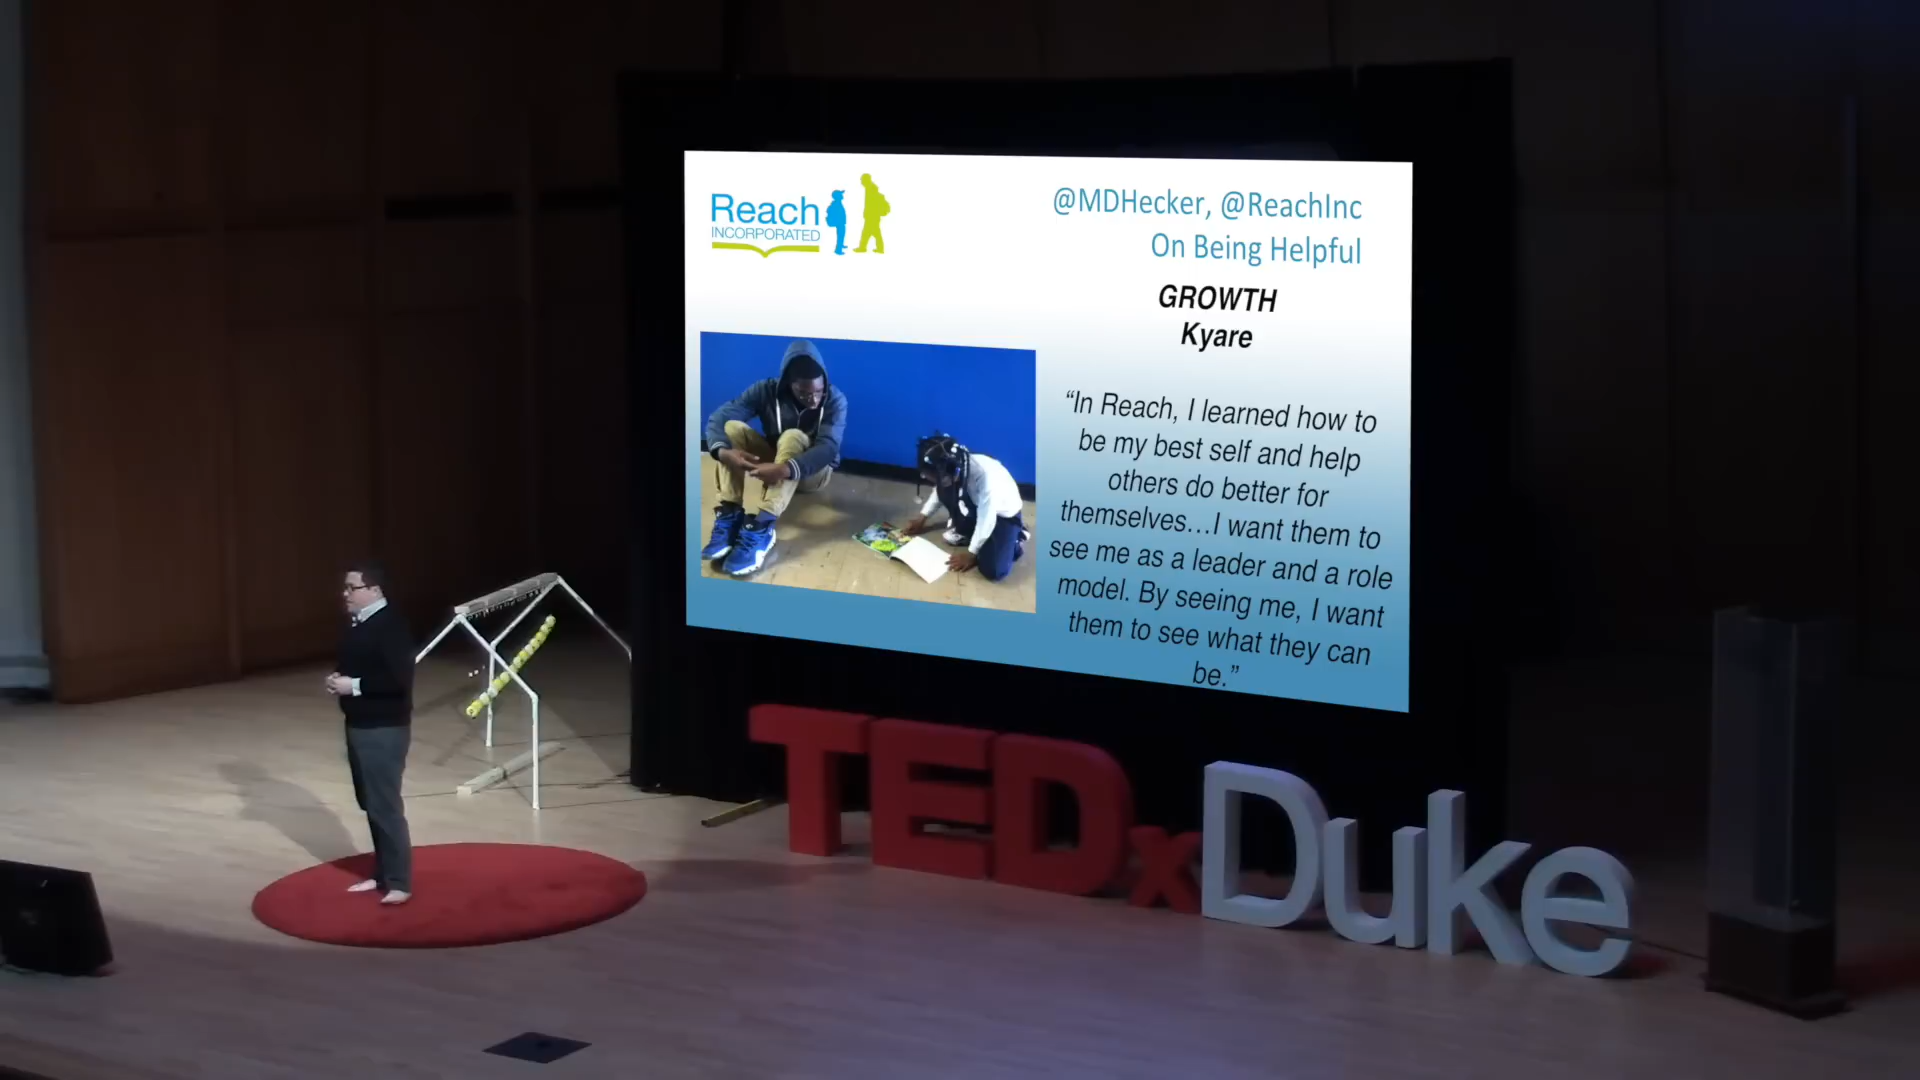 Reach
INCORPORATED
@MDHecker, @ReachInc
On Being Helpful
GROWTH
Kyare
“In Reach, I learned how to
be my best self and help
others do better for
themselves…I want them to
see me as a leader and a role
model. By seeing me, I want
them to see what they can
be.”
TEDxDuke